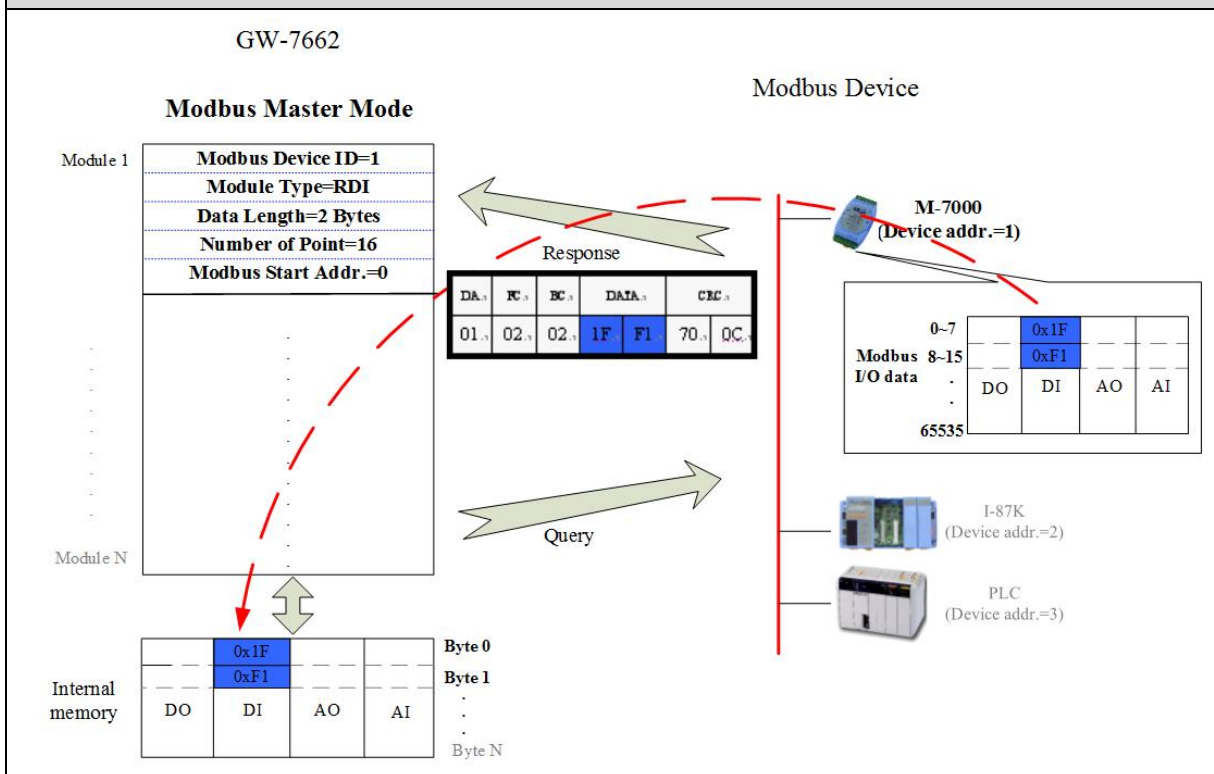 GW-7662
Modbus Master Mode
Module 1
Modbus Device ID=1
Module Type=RDI
Data Length=2 Bytes
Number of Point=16
Modbus Start Addr.=0
Module N
Response
DA FC BC DATA CRC
01 02 02 1F F1 70 0C
Query
Internal memory
0x1F
0xF1
DO DI AO AI
Byte 0
Byte 1
Byte N
Modbus Device
M-7000
(Device addr.=1)
Modbus I/O data
0~7
8~15
65535
0x1F
0xF1
DO DI AO AI
I-87K
(Device addr.=2)
PLC
(Device addr.=3)